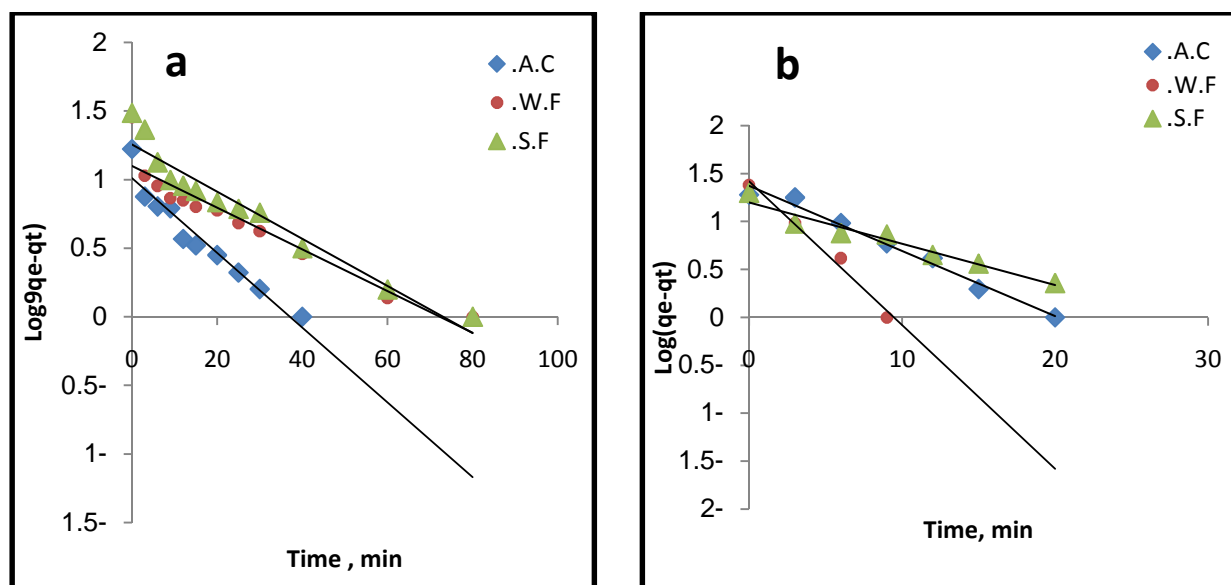 a
.A.C
.W.F
.S.F
2
1.5
1
0.5
0
0.5-
1-
1.5-
0 20 40 60 80 100
Log9qe-qt)
Time , min
b
.A.C
.W.F
.S.F
2
1.5
1
0.5
0
0.5-
1-
1.5-
2-
0 10 20 30
Log(qe-qt)
Time, min